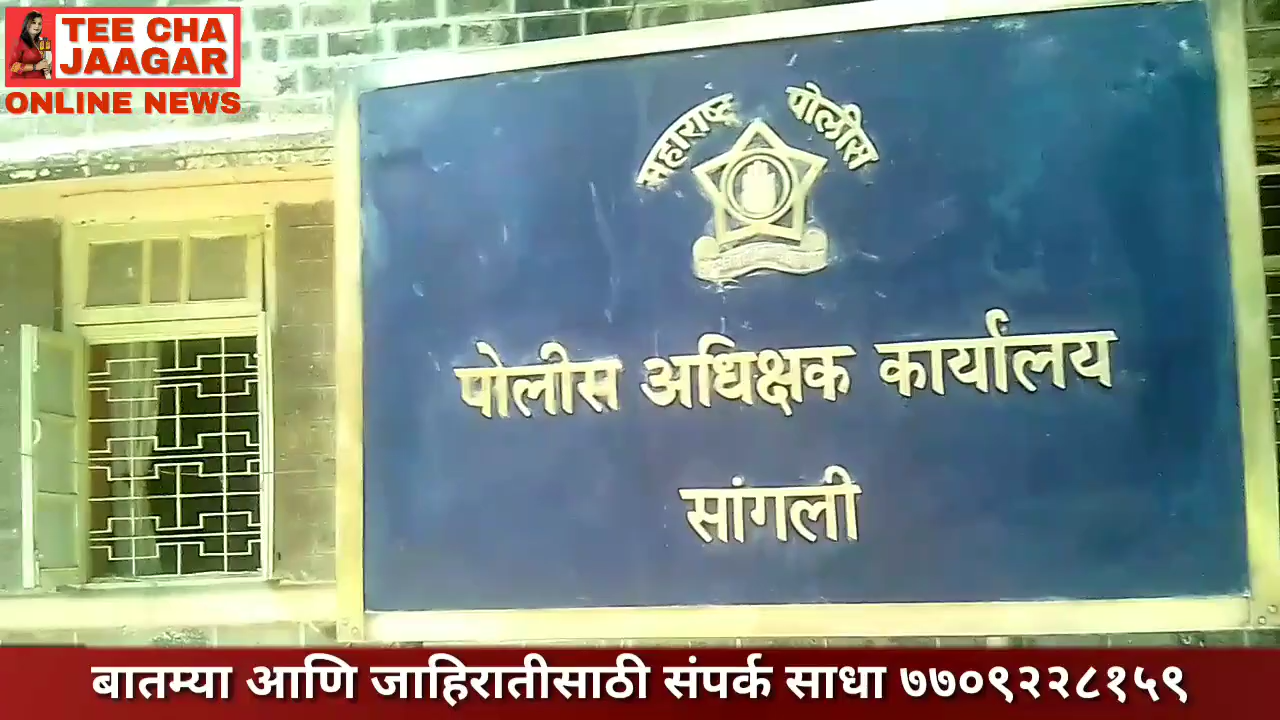 TEE CHA
JAAGAR
ONLINE NEWS
महाराष्ट्र पोलीस
पोलीस अधिक्षक कार्यालय
सांगली
बातम्या आणि जाहिरातीसाठी संपर्क साधा ७७०९२२८१५९